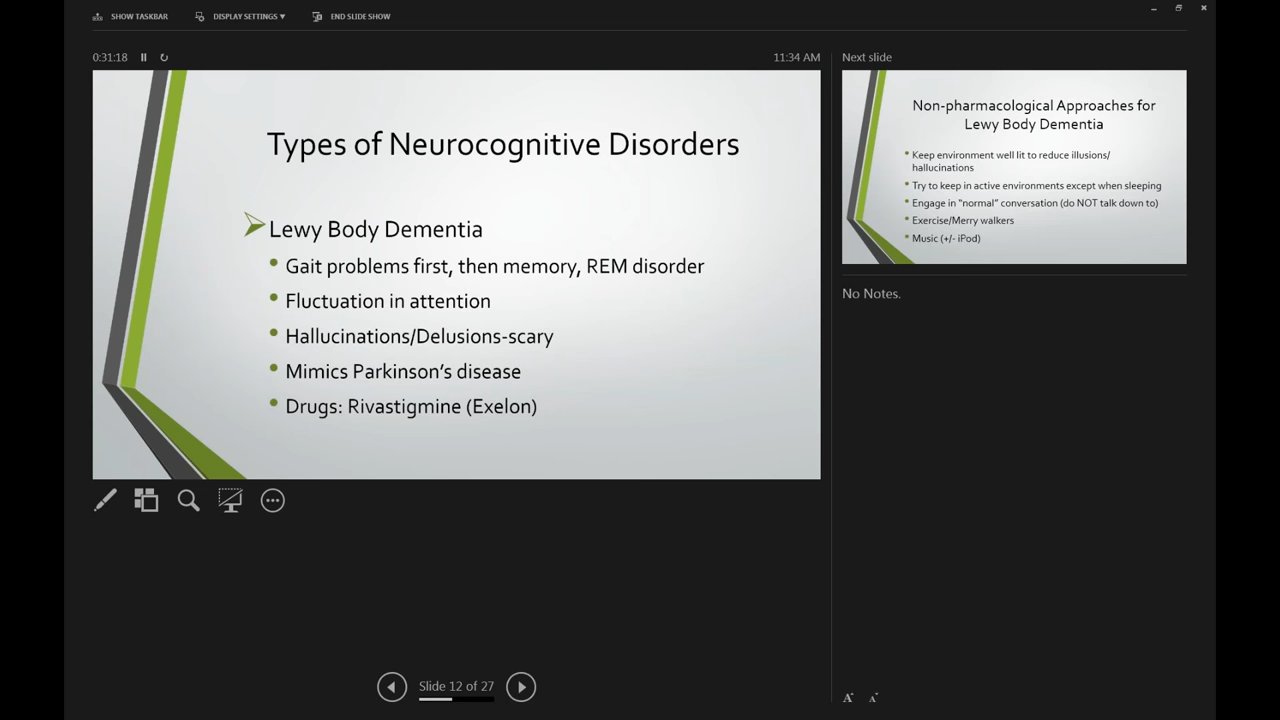 SHOW TASKBAR
DISPLAY SETTINGS ▼
END SLIDE SHOW
0:31:18
11:34 AM
Types of Neurocognitive Disorders
Lewy Body Dementia
Gait problems first, then memory, REM disorder
Fluctuation in attention
Hallucinations/Delusions-scary
Mimics Parkinson's disease
Drugs: Rivastigmine (Exelon)
Slide 12 of 27
Next slide
Non-pharmacological Approaches for
Lewy Body Dementia
Keep environment well lit to reduce illusions/
hallucinations
Try to keep in active environments except when sleeping
Engage in "normal" conversation (do NOT talk down to)
Exercise/Merry walkers
Music (+/- iPod)
No Notes.
A A